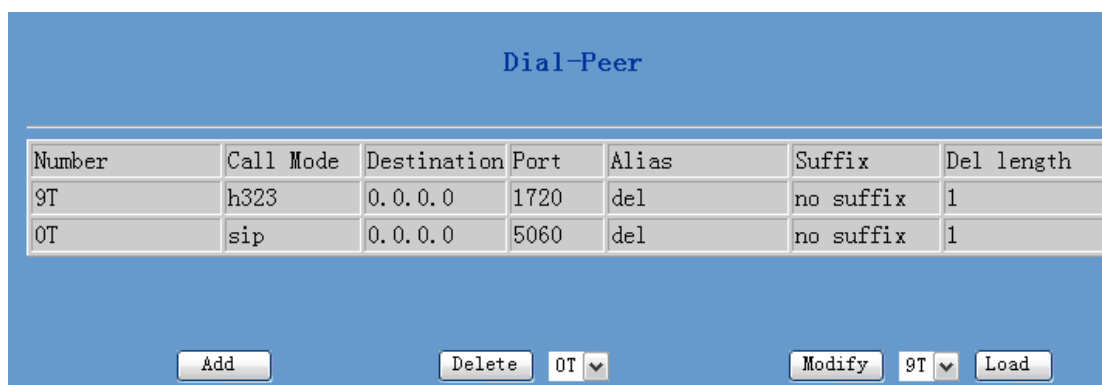 Dial-Peer
Number Call Mode Destination Port Alias Suffix Del length
9T h323 0.0.0.0 1720 del no suffix 1
0T sip 0.0.0.0 5060 del no suffix 1
Add Delete 0T Modify 9T Load